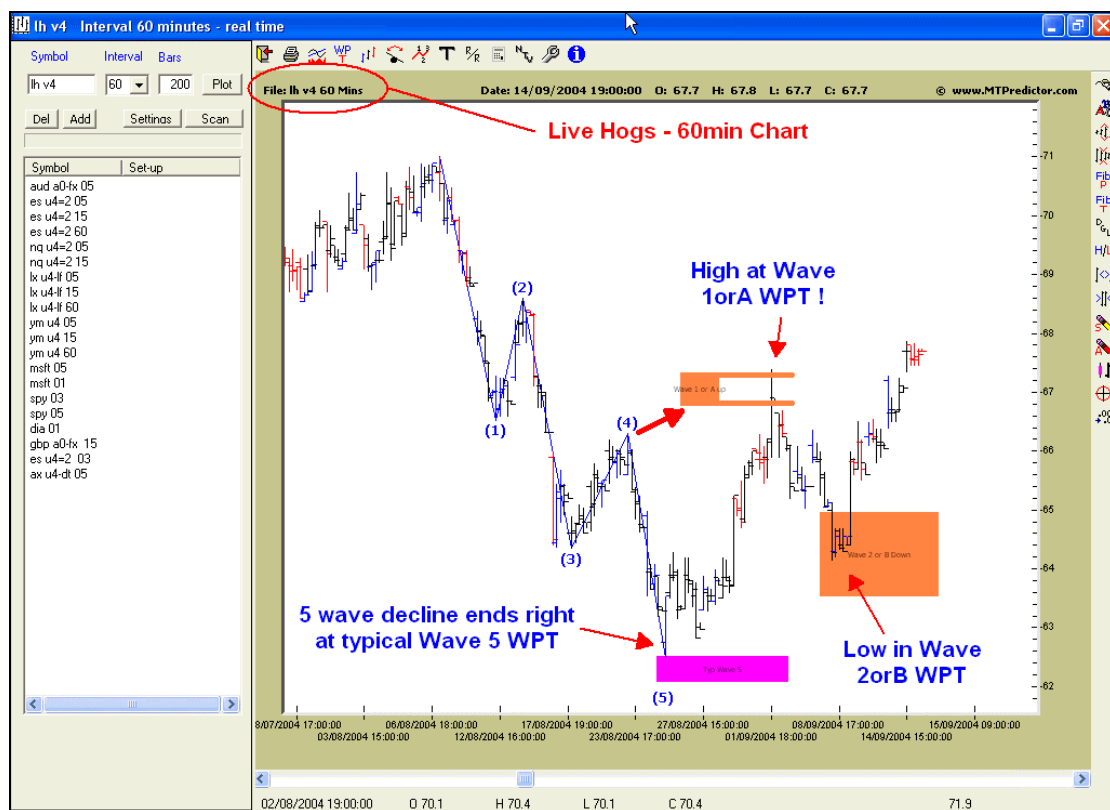 lh v4 Interval 60 minutes - real time
Symbol Interval Bars
lh v4 60 200 Plot
Del Add Settings Scan
Symbol Set-up
aud a0-fx 05
es u4=2 05
es u4=2 15
es u4=2 60
nq u4=2 05
nq u4=2 15
lx u4-lf 05
lx u4-lf 15
lx u4-lf 60
ym u4 05
ym u4 15
ym u4 60
msft 05
msft 01
spy 03
spy 05
dia 01
gbp a0-fx 15
es u4=2 03
ax u4-dt 05
WP T T R/R
File: lh v4 60 Mins Date: 14/09/2004 19:00:00 O: 67.7 H: 67.8 L: 67.7 C: 67.7 © www.MTPredictor.com
Live Hogs - 60min Chart
71
70
69
68
67
66
65
64
63
62
Fib P
Fib T
D G L
H/L
High at Wave
1orA WPT !
(2)
Wave 1 or A up
(1)
(4)
(3)
Wave 2 or B Down
5 wave decline ends right
at typical Wave 5 WPT
Low in Wave
2orB WPT
Typ Wave 5
(5)
8/07/2004 17:00:00 06/08/2004 18:00:00 17/08/2004 19:00:00 27/08/2004 15:00:00 08/09/2004 17:00:00 15/09/2004 09:00:00
03/08/2004 15:00:00 12/08/2004 16:00:00 23/08/2004 17:00:00 01/09/2004 18:00:00 14/09/2004 15:00:00
02/08/2004 19:00:00 O 70.1 H 70.4 L 70.1 C 70.4 71.9